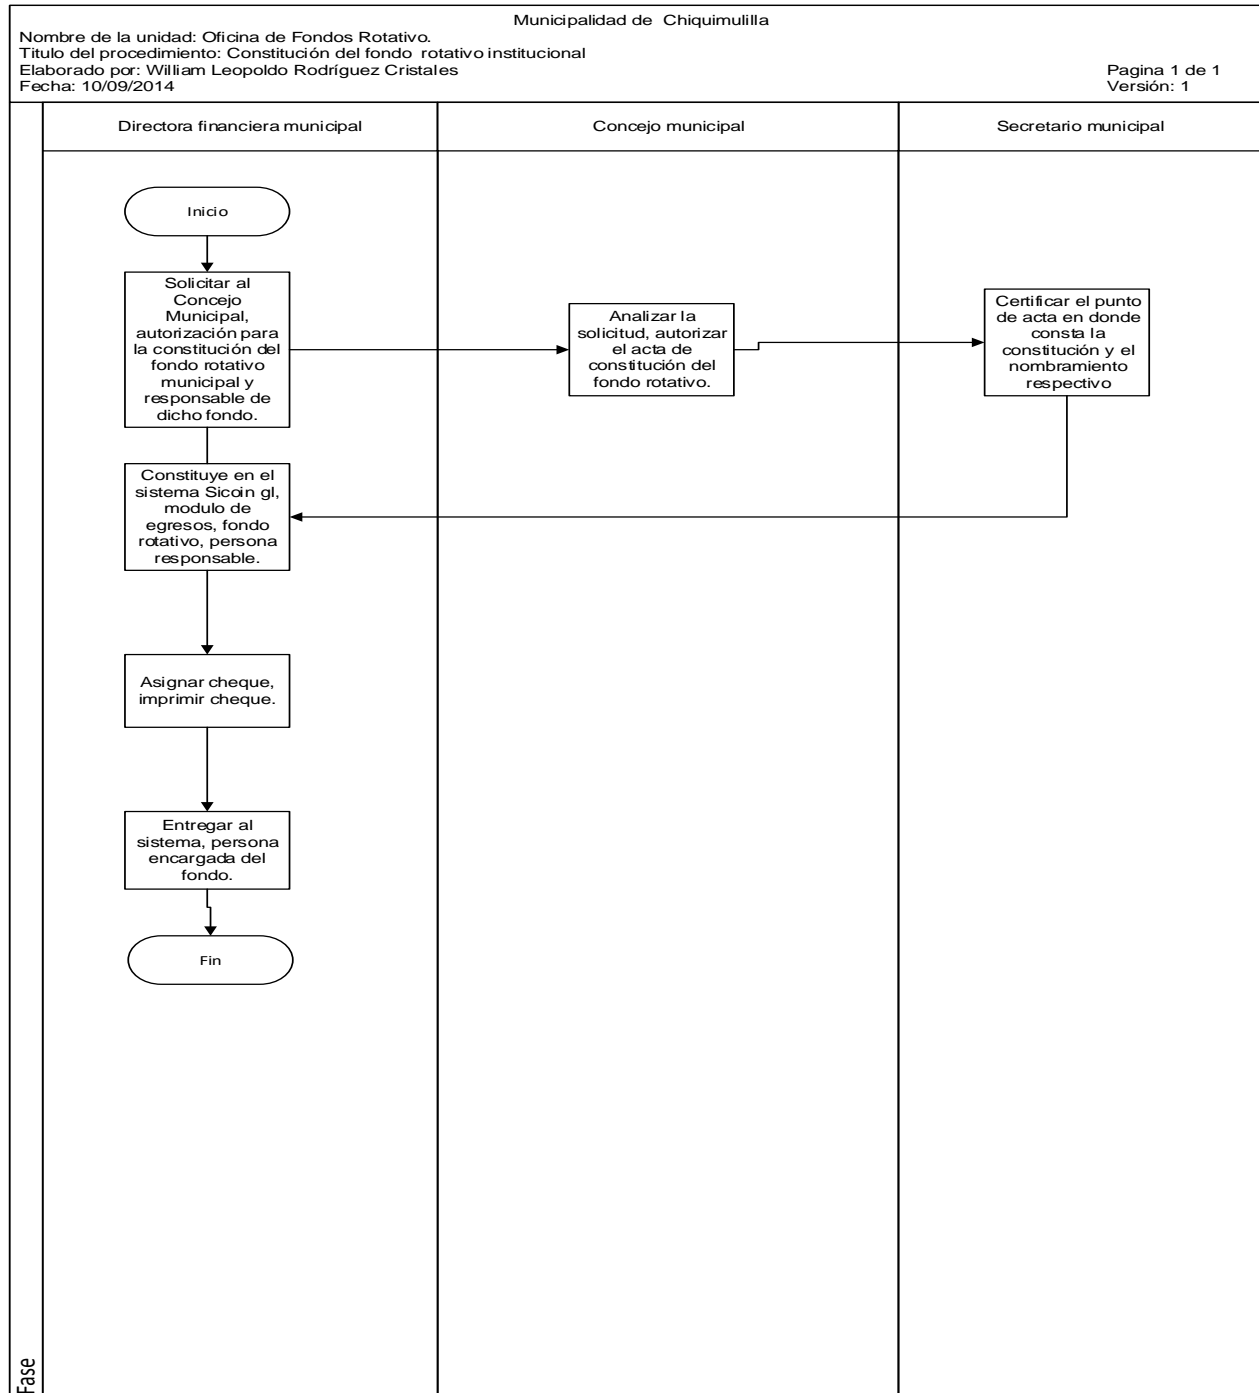 Municipalidad de Chiquimulilla
Nombre de la unidad: Oficina de Fondos Rotativo.
Titulo del procedimiento: Constitución del fondo rotativo institucional
Elaborado por: William Leopoldo Rodríguez Cristales
Fecha: 10/09/2014
Pagina 1 de 1
Versión: 1
Directora financiera municipal
Concejo municipal
Secretario municipal
Inicio
Solicitar al
Concejo
Municipal,
autorización para
la constitución del
fondo rotativo
municipal y
responsable de
dicho fondo.
Analizar la
solicitud, autorizar
el acta de
constitución del
fondo rotativo.
Certificar el punto
de acta en donde
consta la
constitución y el
nombramiento
respectivo
Constituye en el
sistema Sicoin gl,
modulo de
egresos, fondo
rotativo, persona
responsable.
Asignar cheque,
imprimir cheque.
Entregar al
sistema, persona
encargada del
fondo.
Fin
Fase